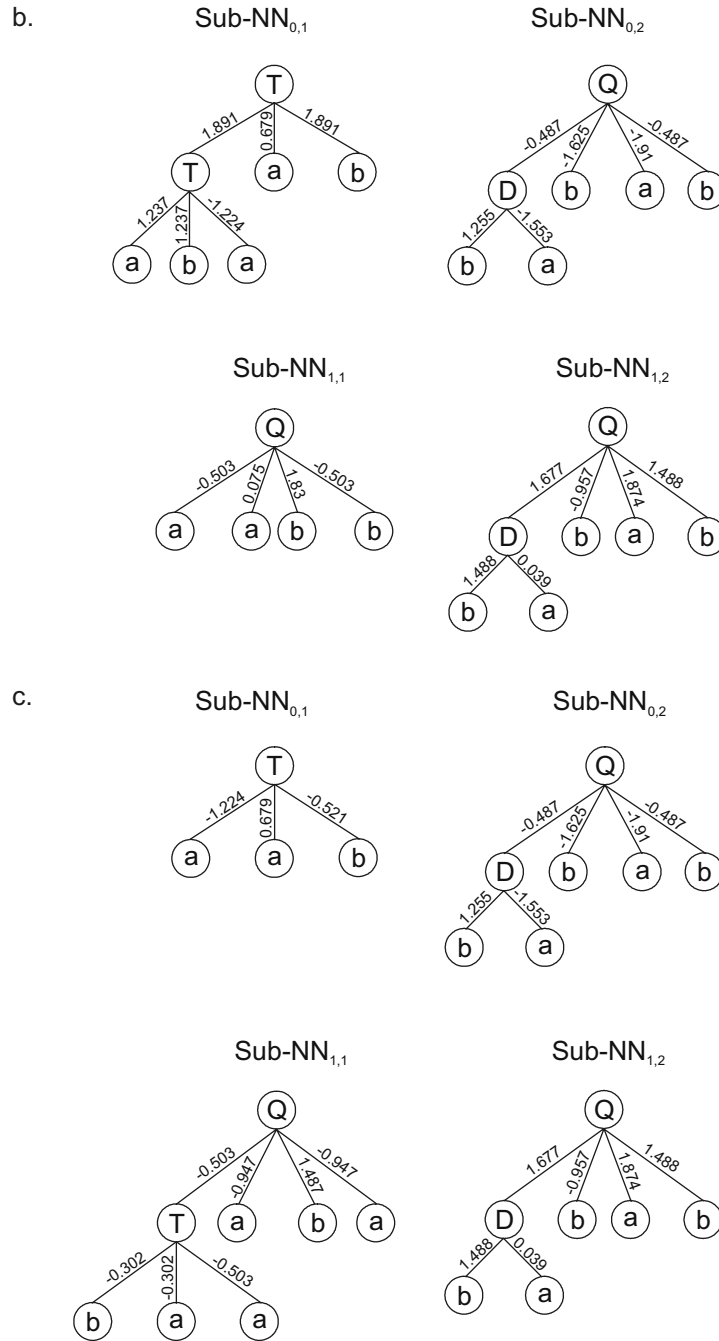 b. Sub-NN0,1 Sub-NN0,2
T Q
1.891 0.679 1.891 -0.487 -1.625 -1.91 -0.487
T a b D b a b
1.237 1.237 -1.224 1.255 -1.553
a b a b a
Sub-NN1,1 Sub-NN1,2
Q Q
-0.503 0.075 1.83 -0.503 1.677 -0.957 1.874 1.488
a a b b D b a b
1.488 0.039
b a
c. Sub-NN0,1 Sub-NN0,2
T Q
-1.224 0.679 -0.521 -0.487 -1.625 -1.91 -0.487
a a b D b a b
1.255 -1.553
b a
Sub-NN1,1 Sub-NN1,2
Q Q
-0.503 -0.947 1.487 -0.947 1.677 -0.957 1.874 1.488
T a b a D b a b
-0.302 -0.302 -0.503 1.488 0.039
b a a b a